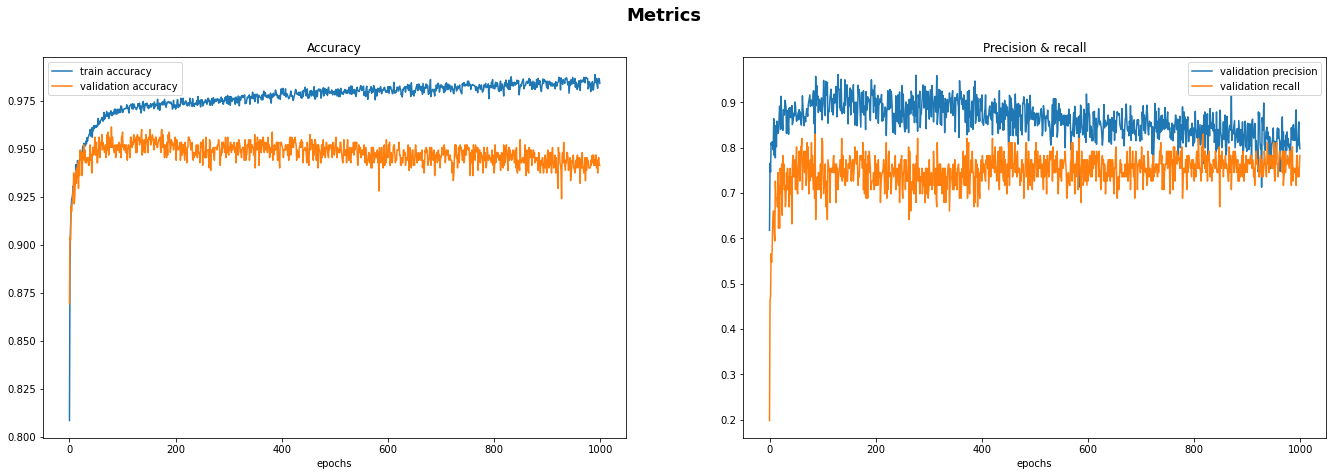 Metrics
Accuracy
train accuracy
validation accuracy
0.975
0.950
0.925
0.900
0.875
0.850
0.825
0.800
0 200 400 600 800 1000
epochs
Precision & recall
validation precision
validation recall
0.9
0.8
0.7
0.6
0.5
0.4
0.3
0.2
0 200 400 600 800 1000
epochs